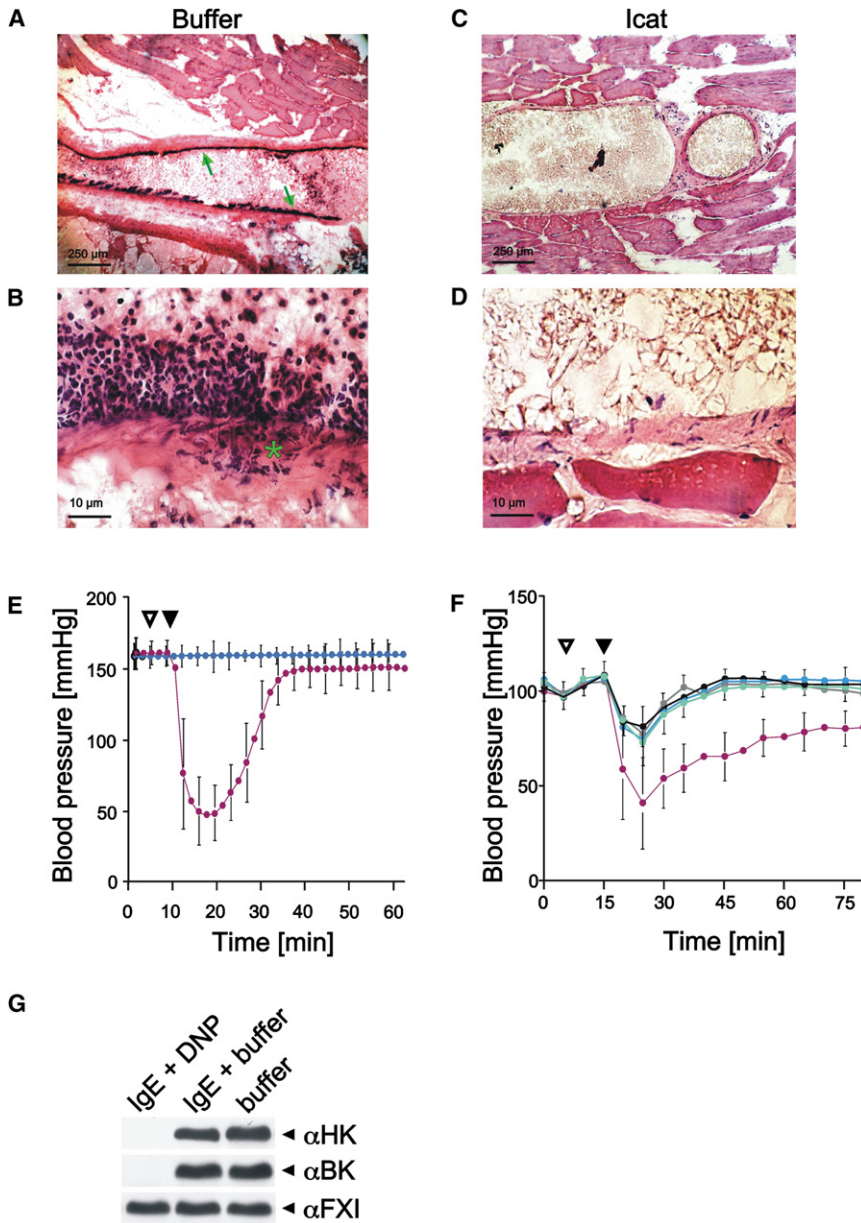 A
Buffer
C
Icat
250 µm
250 µm
B
D
*
10 µm
10 µm
E
F
200
150
100
50
0
Blood pressure [mmHg]
0 10 20 30 40 50 60
Time [min]
150
100
50
0
Blood pressure [mmHg]
0 15 30 45 60 75
Time [min]
G
IgE + DNP
IgE + buffer
buffer
αHK
αBK
αFXI